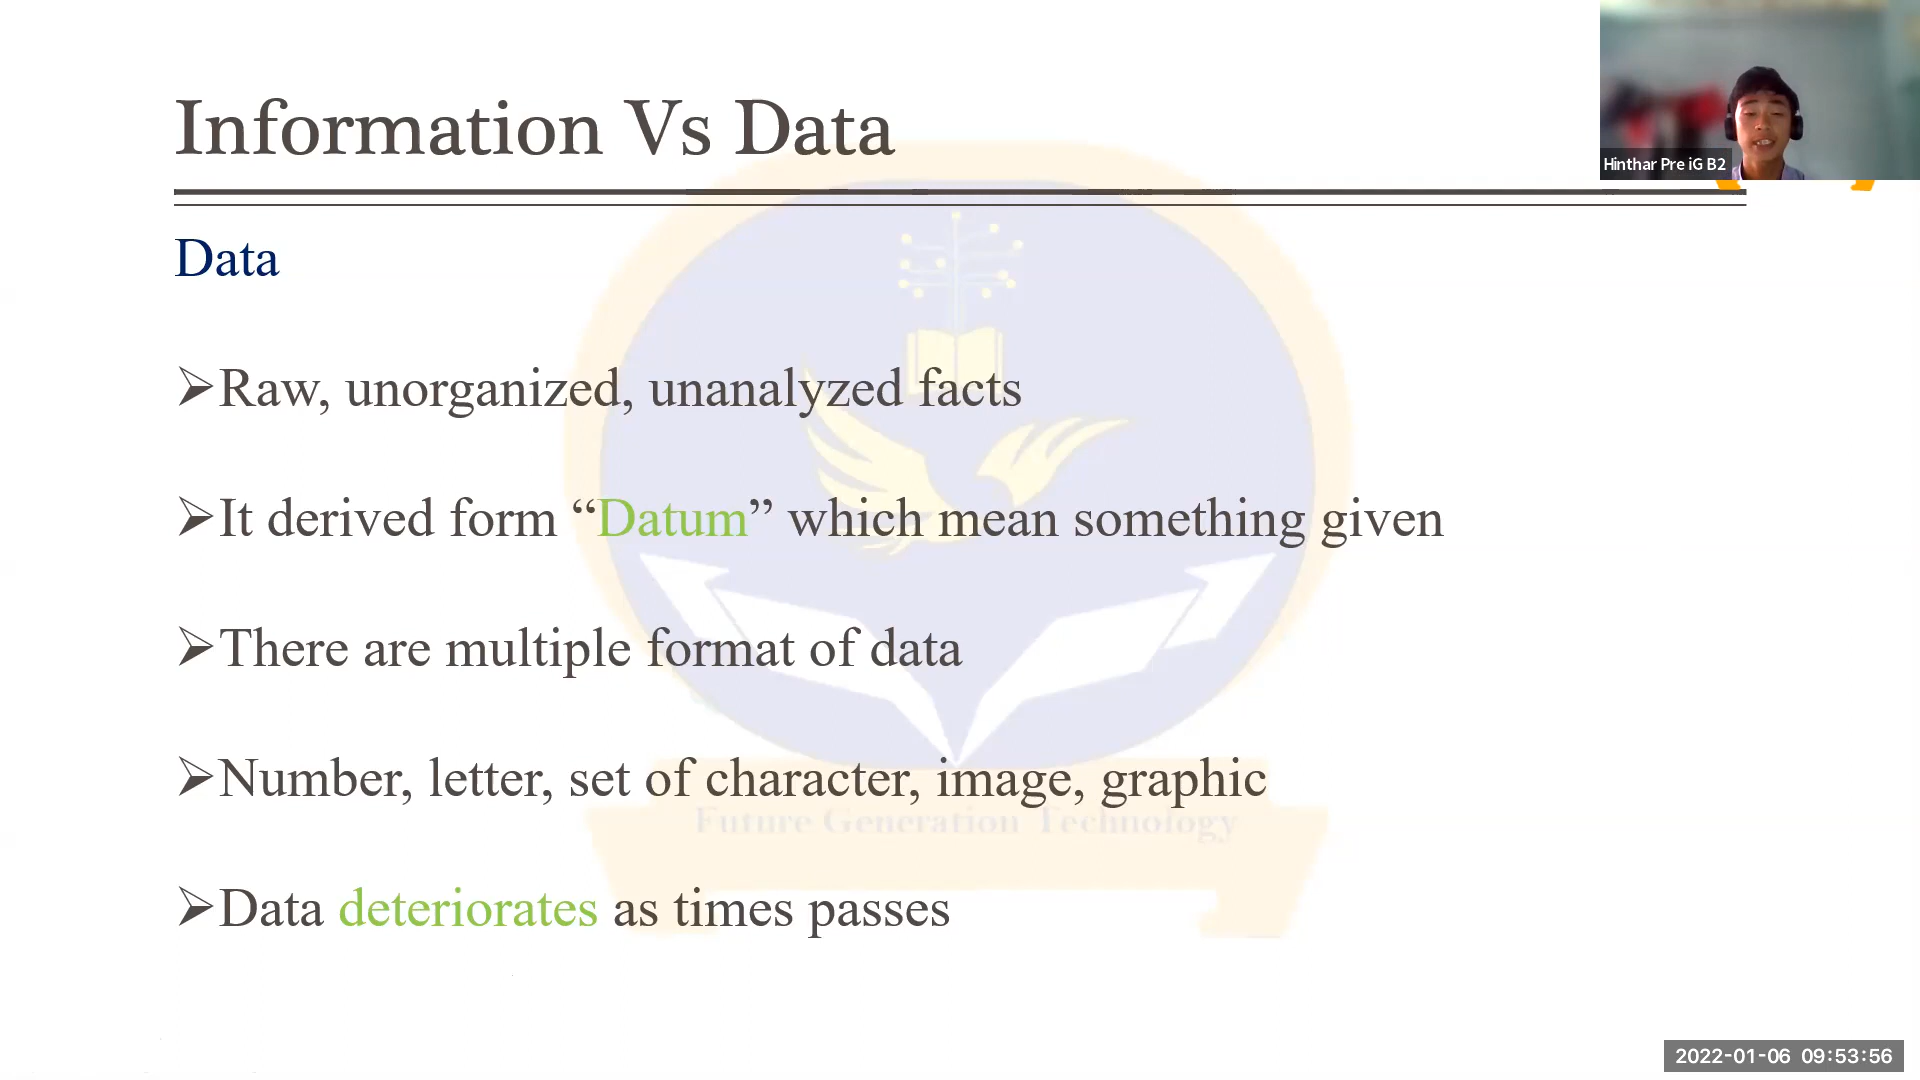 Information Vs Data
Hinthar Pre iG B2
Data
➢Raw, unorganized, unanalyzed facts
➢It derived form “Datum” which mean something given
➢There are multiple format of data
➢Number, letter, set of character, image, graphic
Future Generation Technology
➢Data deteriorates as times passes
2022-01-06 09:53:56